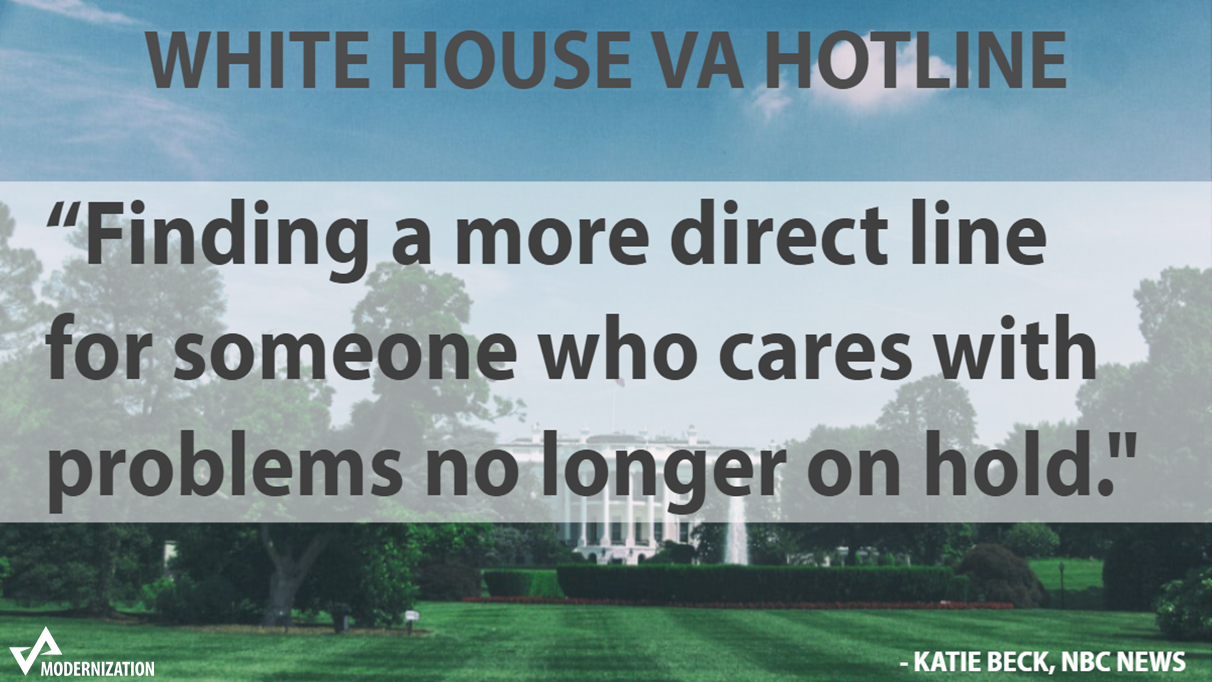 WHITE HOUSE VA HOTLINE
“Finding a more direct line
for someone who cares with
problems no longer on hold."
MODERNIZATION
- KATIE BECK, NBC NEWS